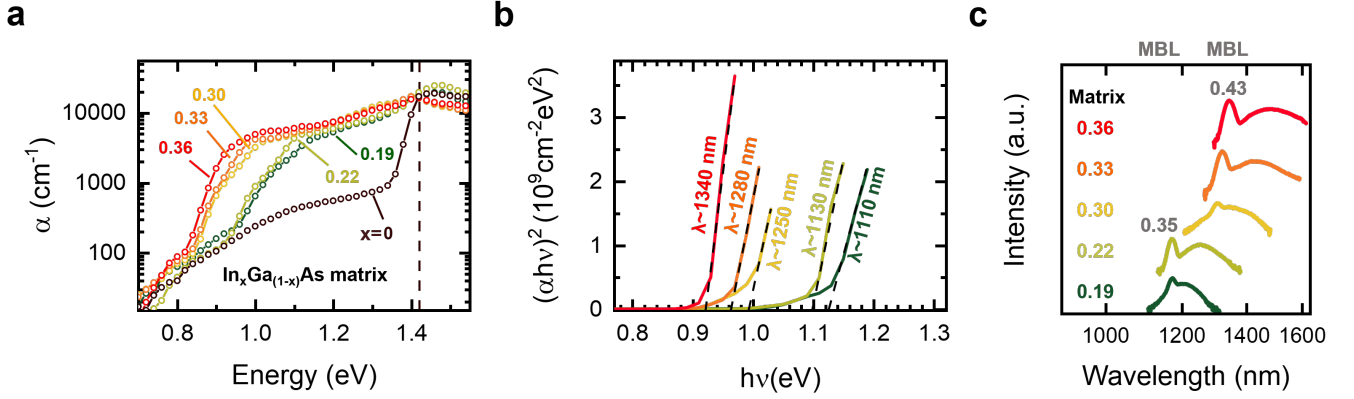 a
α (cm⁻¹)
10000
1000
100
0.30
0.33
0.36
0.19
0.22
x=0
InₓGa₍₁₋ₓ₎As matrix
0.8 1.0 1.2 1.4
Energy (eV)
b
(αhν)² (10⁹cm⁻²eV²)
3
2
1
0
λ~1340 nm
λ~1280 nm
λ~1250 nm
λ~1130 nm
λ~1110 nm
0.8 0.9 1.0 1.1 1.2 1.3
hν(eV)
c
MBL MBL
Intensity (a.u.)
Matrix
0.43
0.36
0.33
0.30
0.35
0.22
0.19
1000 1200 1400 1600
Wavelength (nm)